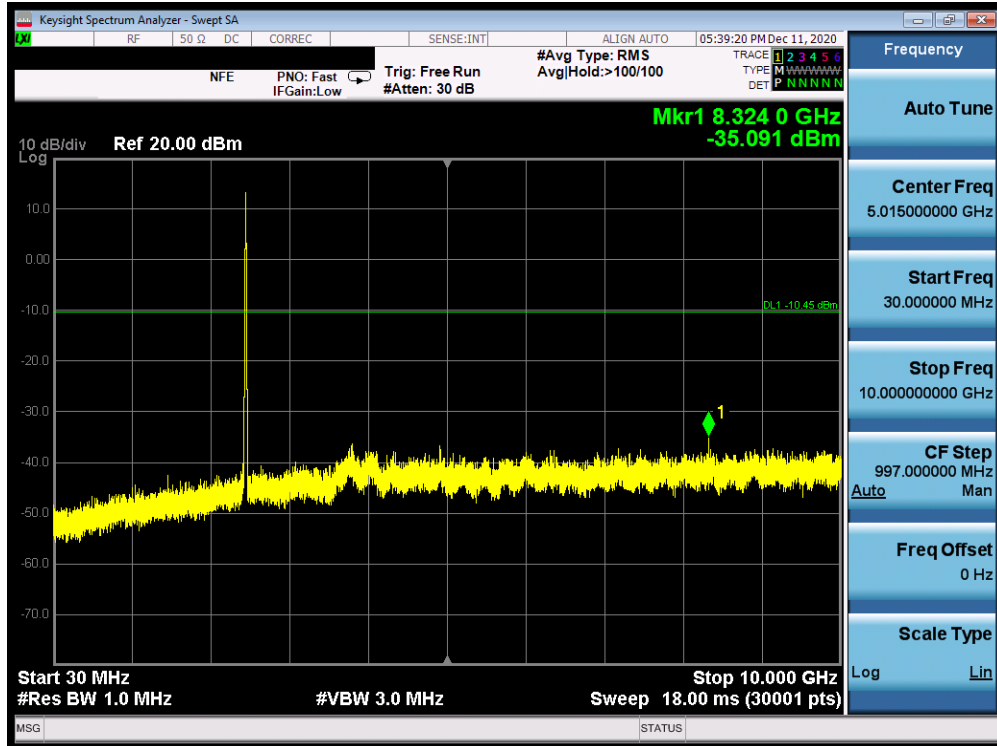 Keysight Spectrum Analyzer - Swept SA
LXI RF 50 Ω DC CORREC SENSE:INT ALIGN AUTO 05:39:20 PM Dec 11, 2020
NFE PNO: Fast Trig: Free Run #Avg Type: RMS TRACE 1 2 3 4 5 6
IFGain:Low #Atten: 30 dB Avg|Hold:>100/100 TYPE M WWWWW
DET P N N N N N
Mkr1 8.324 0 GHz
-35.091 dBm
10 dB/div Ref 20.00 dBm
Log
10.0
0.00
DL1 -10.45 dBm
-10.0
-20.0
-30.0
1
-40.0
-50.0
-60.0
-70.0
Start 30 MHz Stop 10.000 GHz
#Res BW 1.0 MHz #VBW 3.0 MHz Sweep 18.00 ms (30001 pts)
MSG STATUS
Frequency
Auto Tune
Center Freq
5.015000000 GHz
Start Freq
30.000000 MHz
Stop Freq
10.000000000 GHz
CF Step
997.000000 MHz
Auto Man
Freq Offset
0 Hz
Scale Type
Log Lin